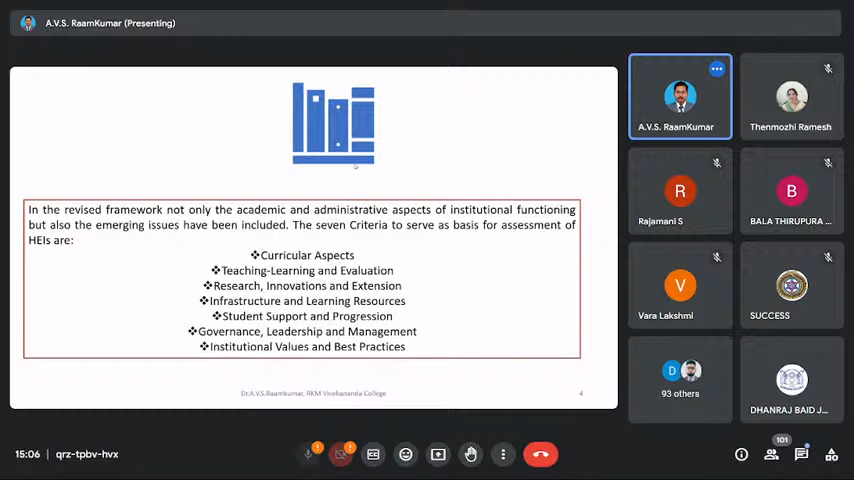 A.V.S. RaamKumar (Presenting)
In the revised framework not only the academic and administrative aspects of institutional functioning
but also the emerging issues have been included. The seven Criteria to serve as basis for assessment of
HEIs are:
❖Curricular Aspects
❖Teaching-Learning and Evaluation
❖Research, Innovations and Extension
❖Infrastructure and Learning Resources
❖Student Support and Progression
❖Governance, Leadership and Management
❖Institutional Values and Best Practices
Dr.A.V.S.Raamkumar, RKM Vivekananda College
4
A.V.S. RaamKumar
Thenmozhi Ramesh
R
Rajamani S
B
BALA THIRUPURA ...
V
Vara Lakshmi
SUCCESS
D
93 others
DHANRAJ BAID J...
15:06 | qrz-tpbv-hvx
101